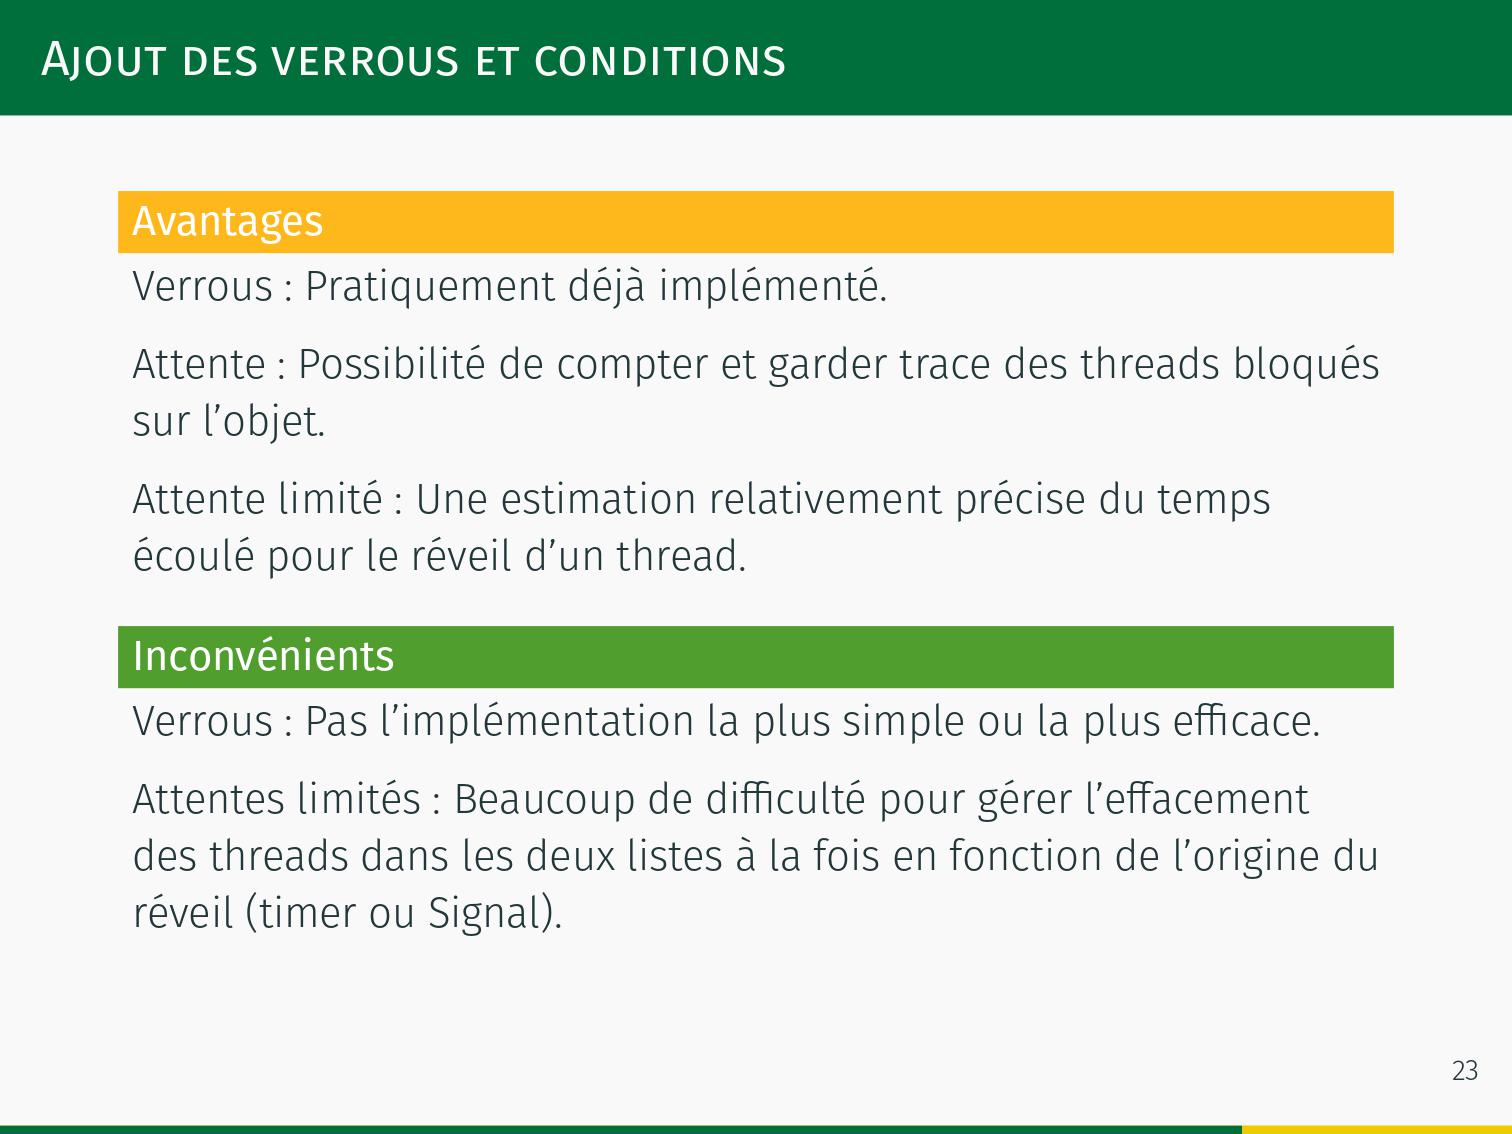 Ajout des verrous et conditions
Avantages
Verrous : Pratiquement déjà implémenté.
Attente : Possibilité de compter et garder trace des threads bloqués
sur l’objet.
Attente limité : Une estimation relativement précise du temps
écoulé pour le réveil d’un thread.
Inconvénients
Verrous : Pas l’implémentation la plus simple ou la plus efficace.
Attentes limités : Beaucoup de difficulté pour gérer l’effacement
des threads dans les deux listes à la fois en fonction de l’origine du
réveil (timer ou Signal).
23